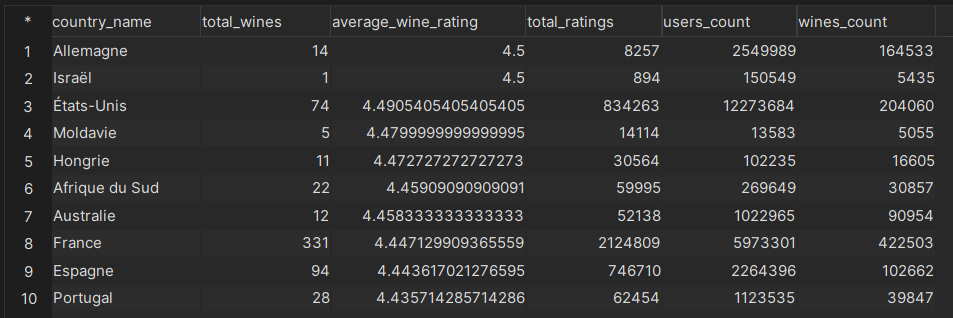 * country_name total_wines average_wine_rating total_ratings users_count wines_count
1 Allemagne 14 4.5 8257 2549989 164533
2 Israël 1 4.5 894 150549 5435
3 États-Unis 74 4.4905405405405405 834263 12273684 204060
4 Moldavie 5 4.4799999999999995 14114 13583 5055
5 Hongrie 11 4.472727272727273 30564 102235 16605
6 Afrique du Sud 22 4.45909090909091 59995 269649 30857
7 Australie 12 4.458333333333333 52138 1022965 90954
8 France 331 4.447129909365559 2124809 5973301 422503
9 Espagne 94 4.443617021276595 746710 2264396 102662
10 Portugal 28 4.435714285714286 62454 1123535 39847